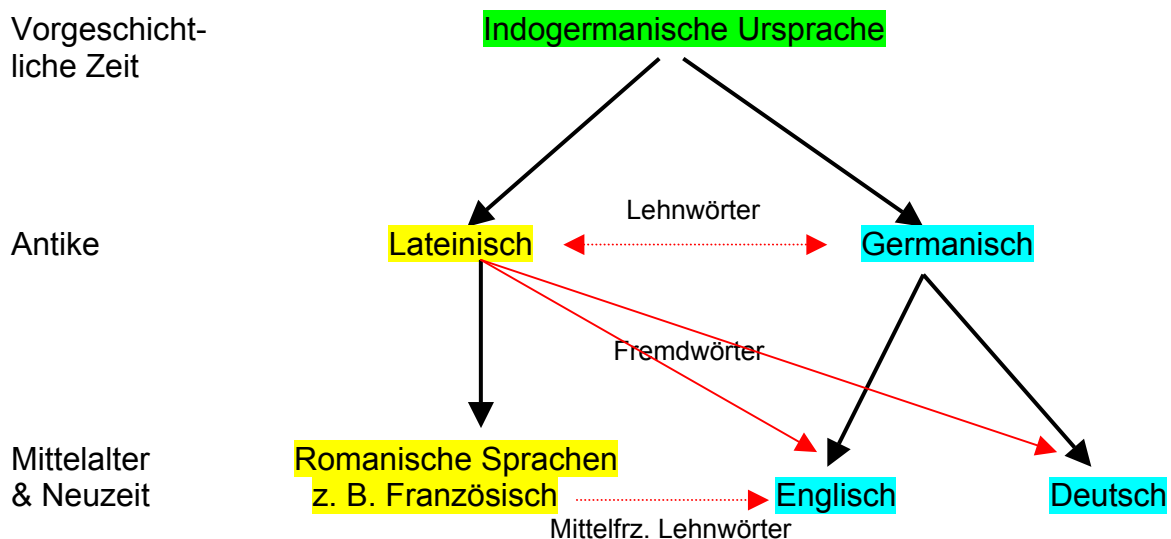 Vorgeschicht-
liche Zeit
Indogermanische Ursprache
Lehnwörter
Antike
Lateinisch
Germanisch
Fremdwörter
Mittelalter
& Neuzeit
Romanische Sprachen
z. B. Französisch
Englisch
Deutsch
Mittelfrz. Lehnwörter